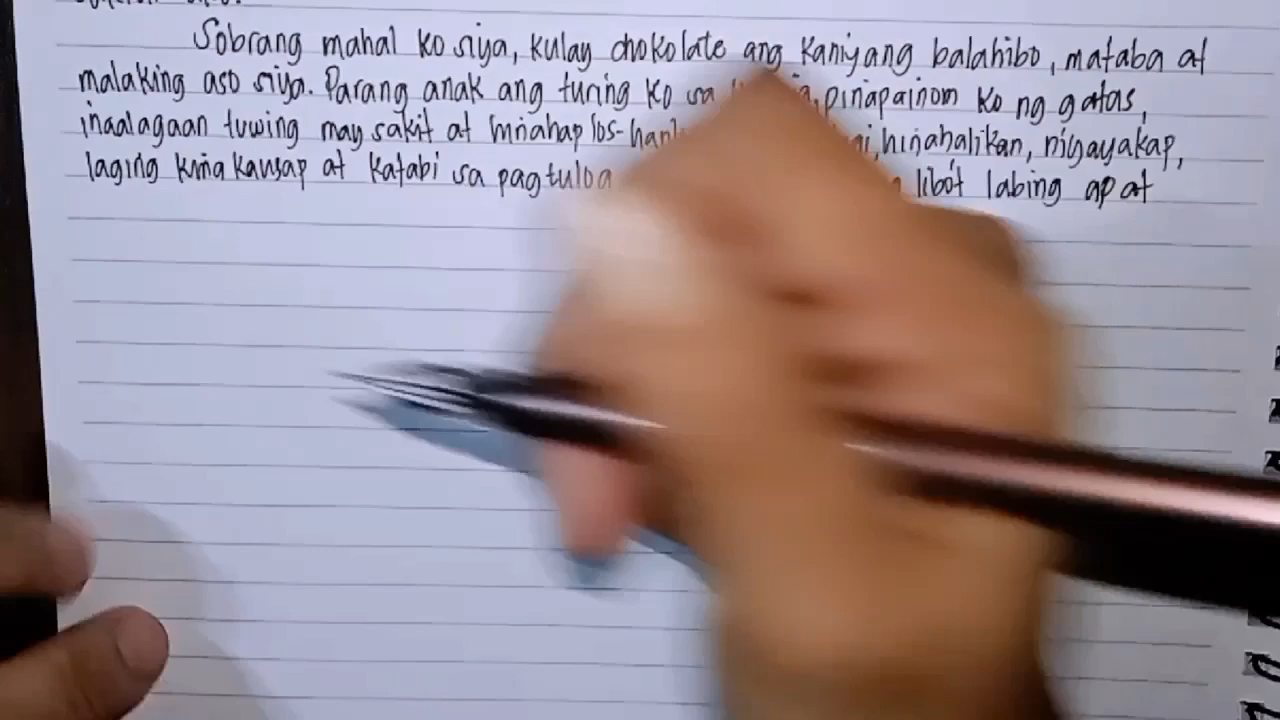 Sobrang mahal ko siya, kulay chokolate ang kaniyang balahibo, mataba at
malaking aso siya. Parang anak ang turing ko sa pinapainom ko ng gatas,
inaalagaan tuwing may sakit at hinahaplos- hinahalikan, niyayakap,
laging kinakausap at katabi sa libot labing apat